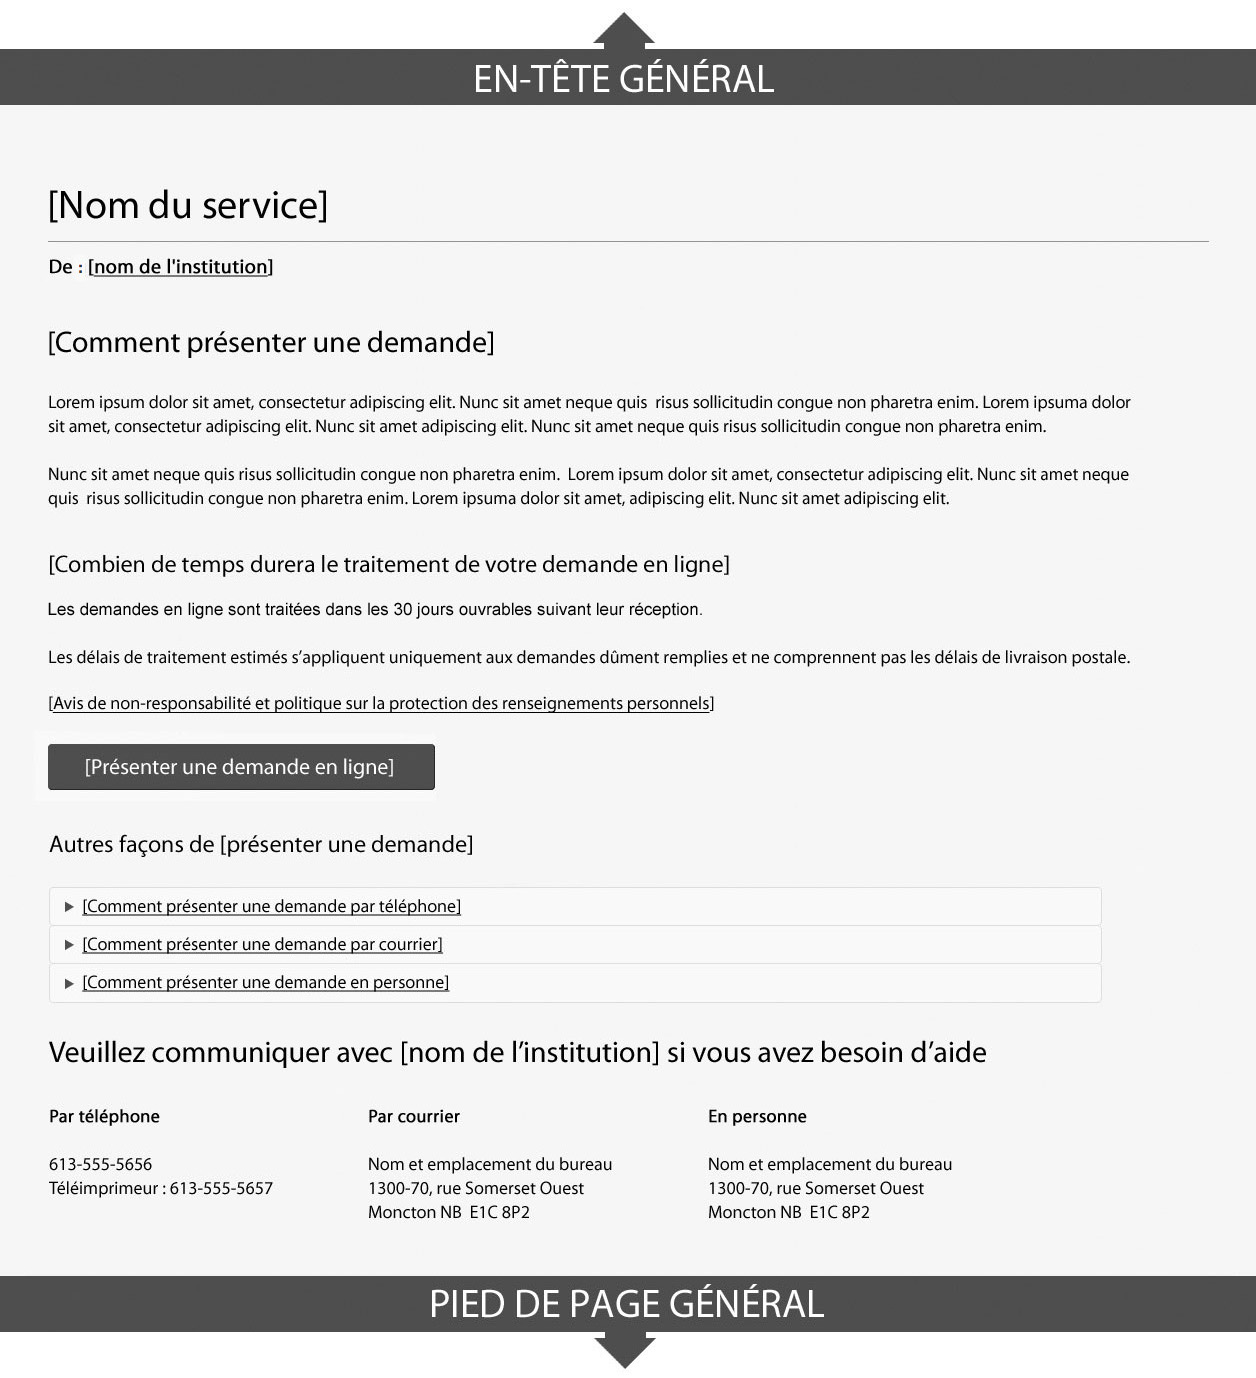 EN-TÊTE GÉNÉRAL
[Nom du service]
De : [nom de l'institution]
[Comment présenter une demande]
Lorem ipsum dolor sit amet, consectetur adipiscing elit. Nunc sit amet neque quis  risus sollicitudin congue non pharetra enim. Lorem ipsuma dolor
sit amet, consectetur adipiscing elit. Nunc sit amet adipiscing elit. Nunc sit amet neque quis risus sollicitudin congue non pharetra enim.
Nunc sit amet neque quis risus sollicitudin congue non pharetra enim.  Lorem ipsum dolor sit amet, consectetur adipiscing elit. Nunc sit amet neque
quis  risus sollicitudin congue non pharetra enim. Lorem ipsuma dolor sit amet, adipiscing elit. Nunc sit amet adipiscing elit.
[Combien de temps durera le traitement de votre demande en ligne]
Les demandes en ligne sont traitées dans les 30 jours ouvrables suivant leur réception.
Les délais de traitement estimés s’appliquent uniquement aux demandes dûment remplies et ne comprennent pas les délais de livraison postale.
[Avis de non-responsabilité et politique sur la protection des renseignements personnels]
[Présenter une demande en ligne]
Autres façons de [présenter une demande]
[Comment présenter une demande par téléphone]
[Comment présenter une demande par courrier]
[Comment présenter une demande en personne]
Veuillez communiquer avec [nom de l’institution] si vous avez besoin d’aide
Par téléphone
613-555-5656
Téléimprimeur : 613-555-5657
Par courrier
Nom et emplacement du bureau
1300-70, rue Somerset Ouest
Moncton NB  E1C 8P2
En personne
Nom et emplacement du bureau
1300-70, rue Somerset Ouest
Moncton NB  E1C 8P2
PIED DE PAGE GÉNÉRAL